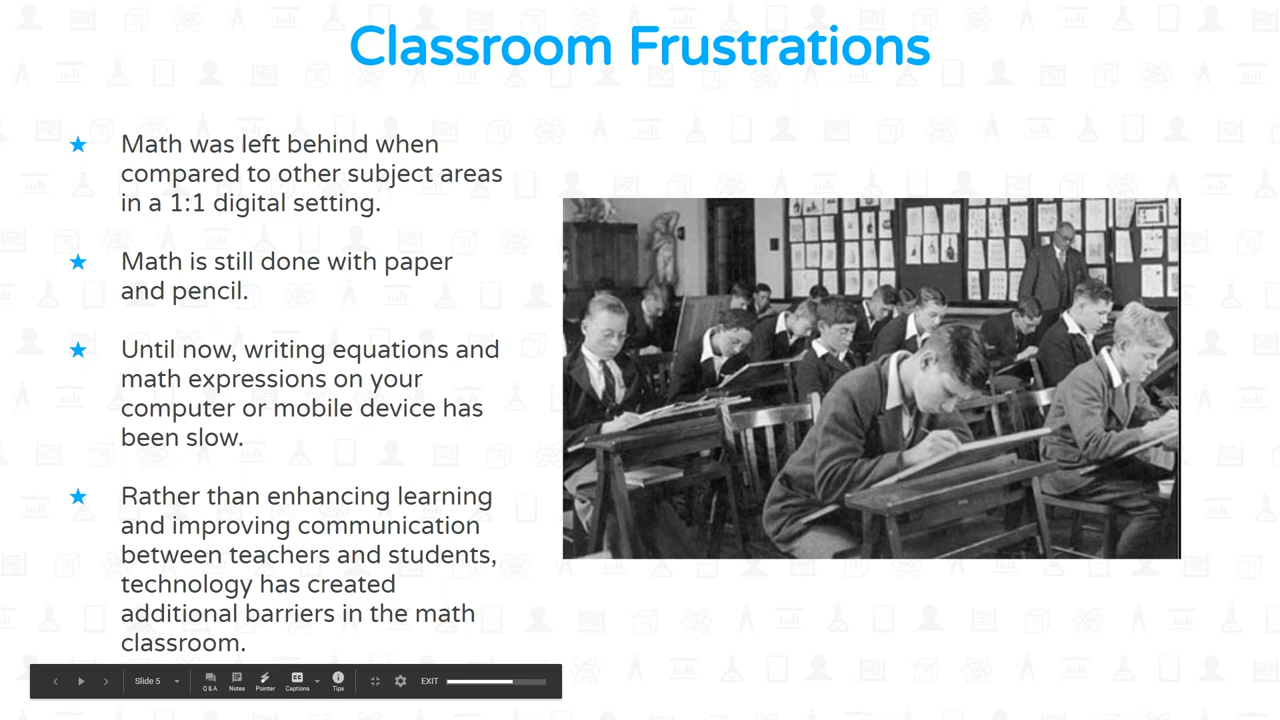 Classroom Frustrations
★ Math was left behind when
compared to other subject areas
in a 1:1 digital setting.
★ Math is still done with paper
and pencil.
★ Until now, writing equations and
math expressions on your
computer or mobile device has
been slow.
★ Rather than enhancing learning
and improving communication
between teachers and students,
technology has created
additional barriers in the math
classroom.
Slide 5 Q & A Notes Pointer Captions Tips EXIT